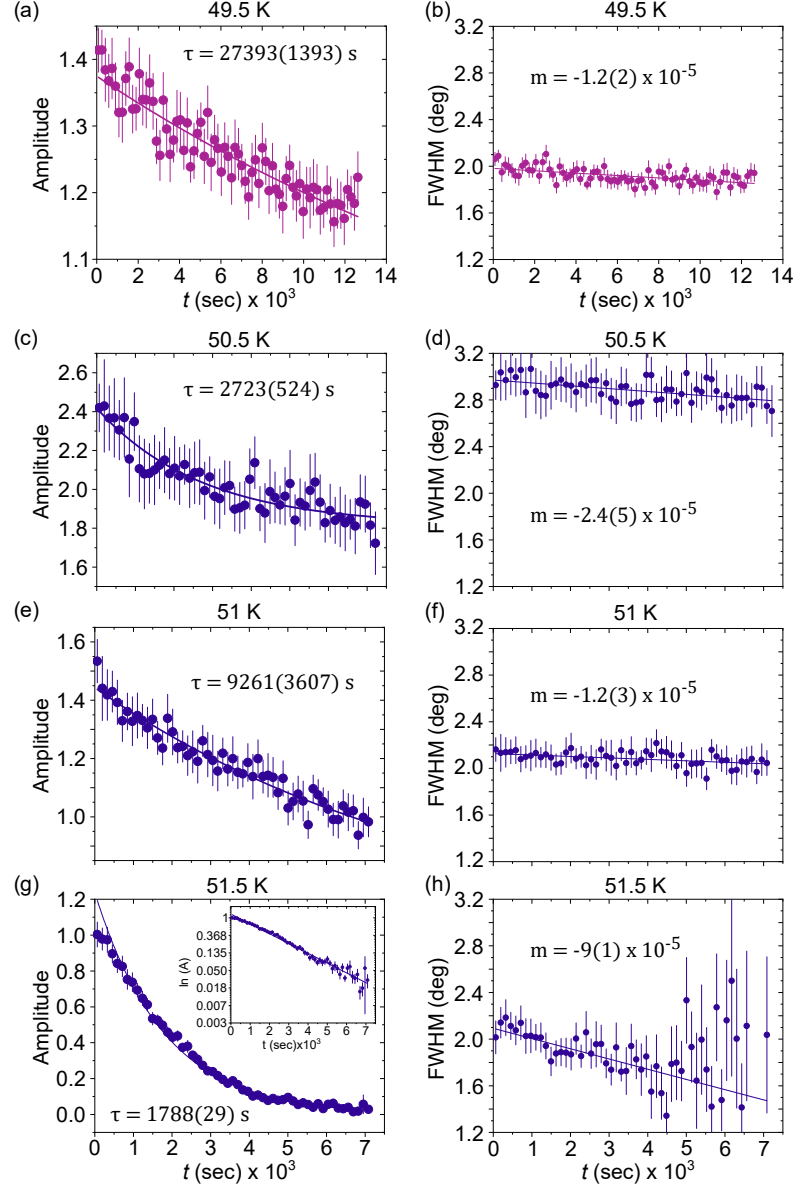 (a)
49.5 K
τ = 27393(1393) s
Amplitude
1.4
1.3
1.2
1.1
0 2 4 6 8 10 12 14
t (sec) x 10³
(b)
49.5 K
m = -1.2(2) x 10⁻⁵
FWHM (deg)
3.2
2.8
2.4
2.0
1.6
1.2
0 2 4 6 8 10 12 14
t (sec) x 10³
(c)
50.5 K
τ = 2723(524) s
Amplitude
2.6
2.4
2.2
2.0
1.8
1.6
(d)
50.5 K
FWHM (deg)
3.2
2.8
2.4
2.0
1.6
1.2
m = -2.4(5) x 10⁻⁵
(e)
51 K
τ = 9261(3607) s
Amplitude
1.6
1.4
1.2
1.0
(f)
51 K
m = -1.2(3) x 10⁻⁵
FWHM (deg)
3.2
2.8
2.4
2.0
1.6
1.2
(g)
51.5 K
Amplitude
1.2
1.0
0.8
0.6
0.4
0.2
0.0
ln (A)
1
0.368
0.135
0.050
0.018
0.007
0.003
0 1 2 3 4 5 6 7
t (sec)x10³
τ = 1788(29) s
0 1 2 3 4 5 6 7
t (sec) x 10³
(h)
51.5 K
m = -9(1) x 10⁻⁵
FWHM (deg)
3.2
2.8
2.4
2.0
1.6
1.2
0 1 2 3 4 5 6 7
t (sec) x 10³